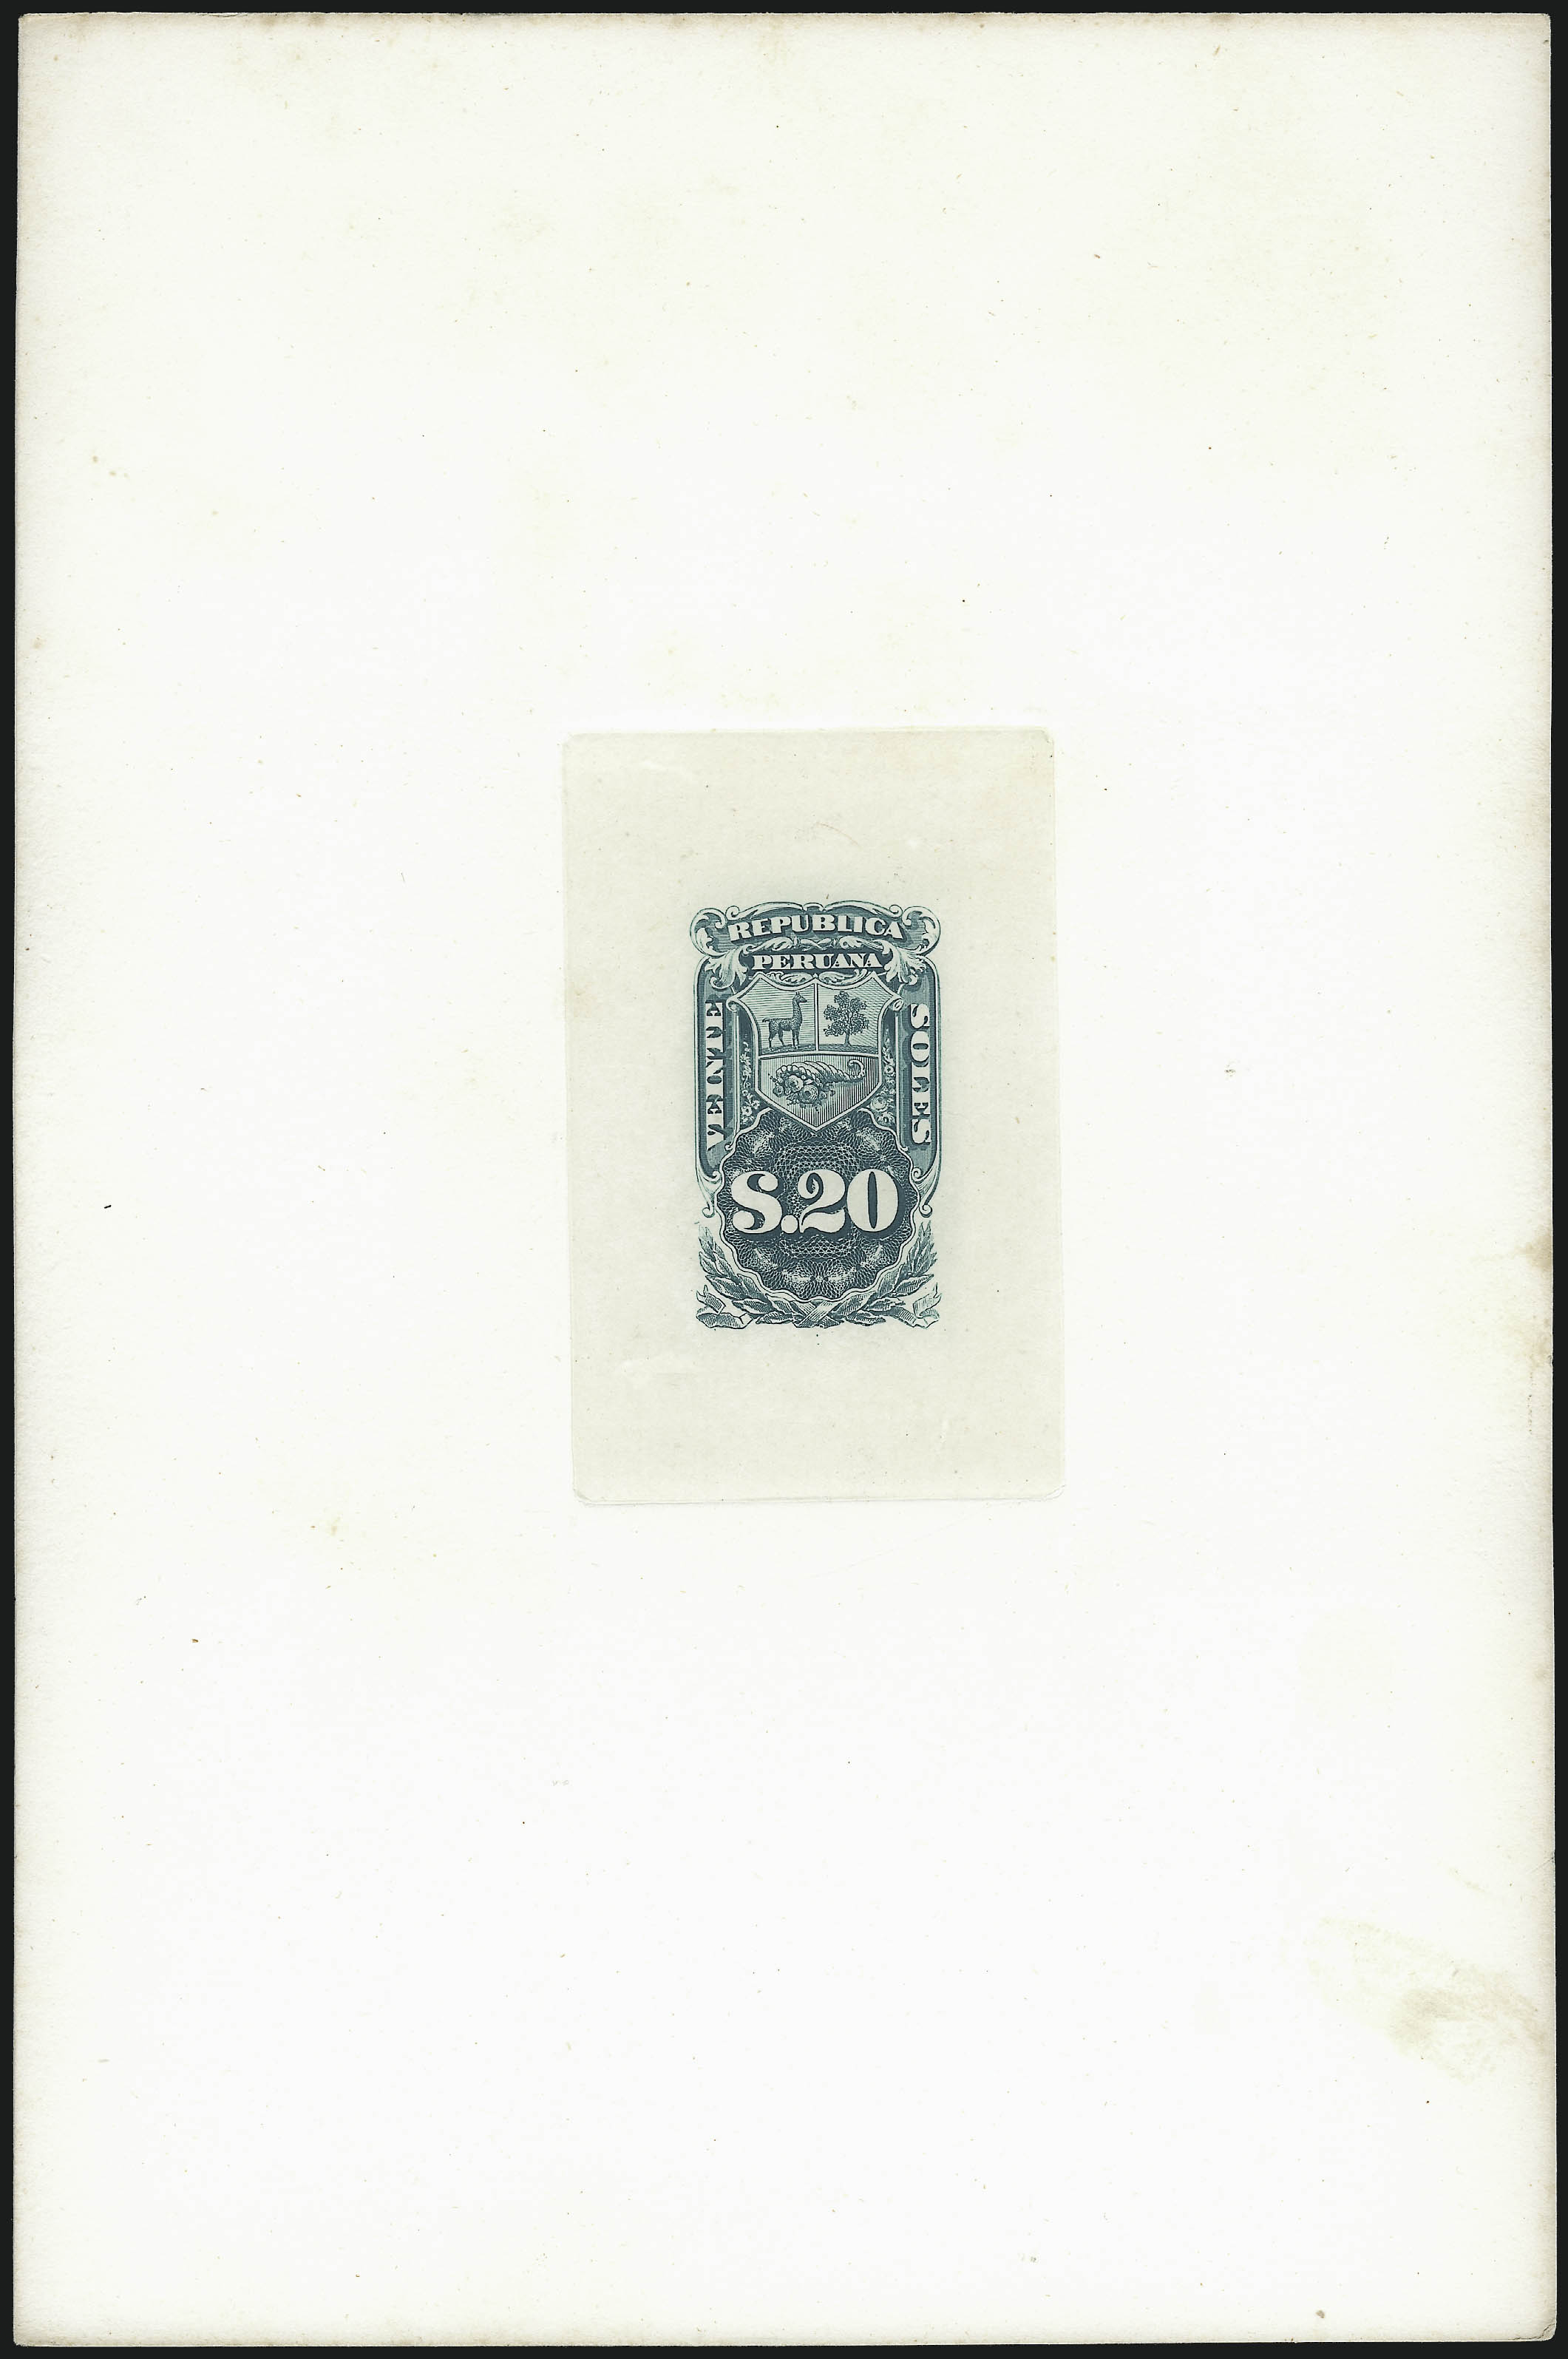 REPUBLICA
PERUANA
VEINTE
SOLES
S.20